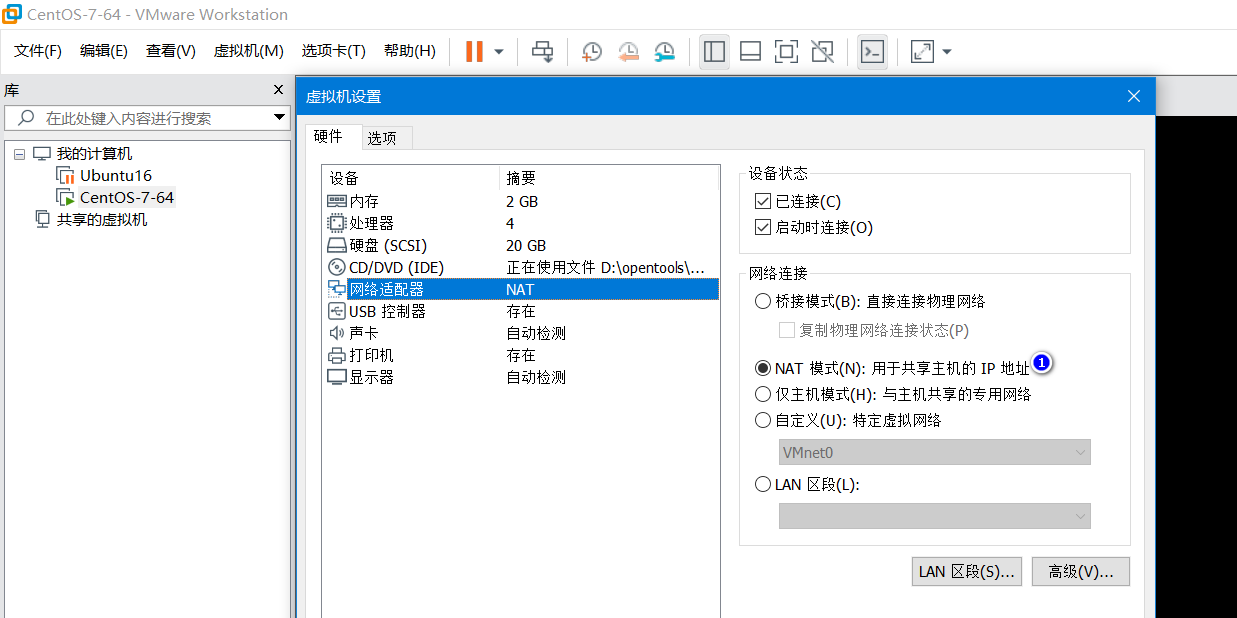 CentOS-7-64 - VMware Workstation
文件(F) 编辑(E) 查看(V) 虚拟机(M) 选项卡(T) 帮助(H)
库
在此处键入内容进行搜索
我的计算机
Ubuntu16
CentOS-7-64
共享的虚拟机
虚拟机设置
硬件 选项
设备 摘要
内存 2 GB
处理器 4
硬盘 (SCSI) 20 GB
CD/DVD (IDE) 正在使用文件 D:\opentools\...
网络适配器 NAT
USB 控制器 存在
声卡 自动检测
打印机 存在
显示器 自动检测
设备状态
已连接(C)
启动时连接(O)
网络连接
桥接模式(B): 直接连接物理网络
复制物理网络连接状态(P)
NAT 模式(N): 用于共享主机的 IP 地址 1
仅主机模式(H): 与主机共享的专用网络
自定义(U): 特定虚拟网络
VMnet0
LAN 区段(L):
LAN 区段(S)... 高级(V)...